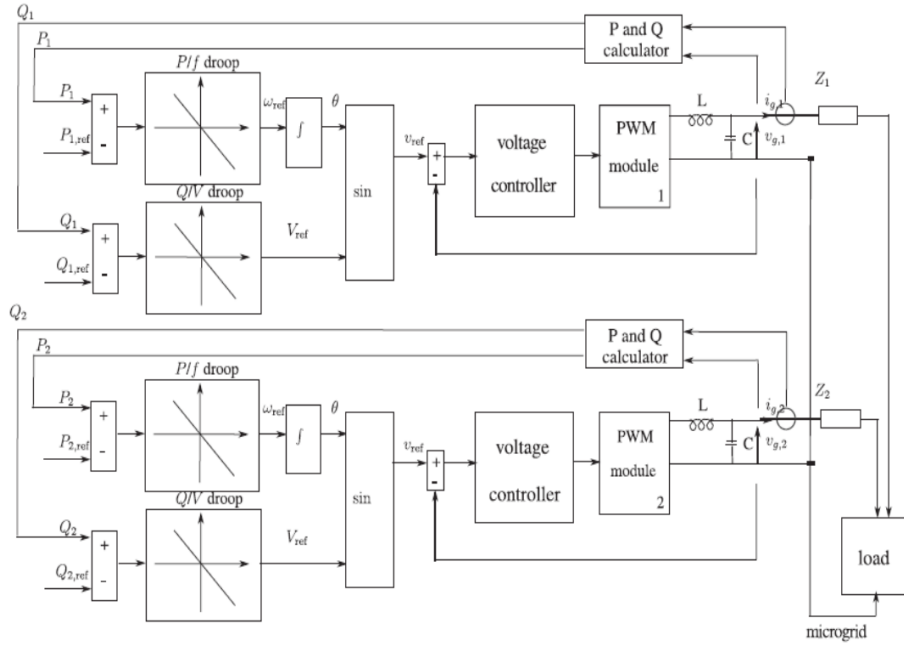 Q1
P1
P and Q
calculator
Z1
P/f droop
P1
+
-
P1,ref
ωref
∫
θ
sin
vref
+
-
voltage
controller
PWM
module
1
L
C
ig,1
vg,1
Q/V droop
Q1
+
-
Q1,ref
Vref
Q2
P2
P and Q
calculator
Z2
P/f droop
P2
+
-
P2,ref
ωref
∫
θ
sin
vref
+
-
voltage
controller
PWM
module
2
L
C
ig,2
vg,2
Q/V droop
Q2
+
-
Q2,ref
Vref
load
microgrid